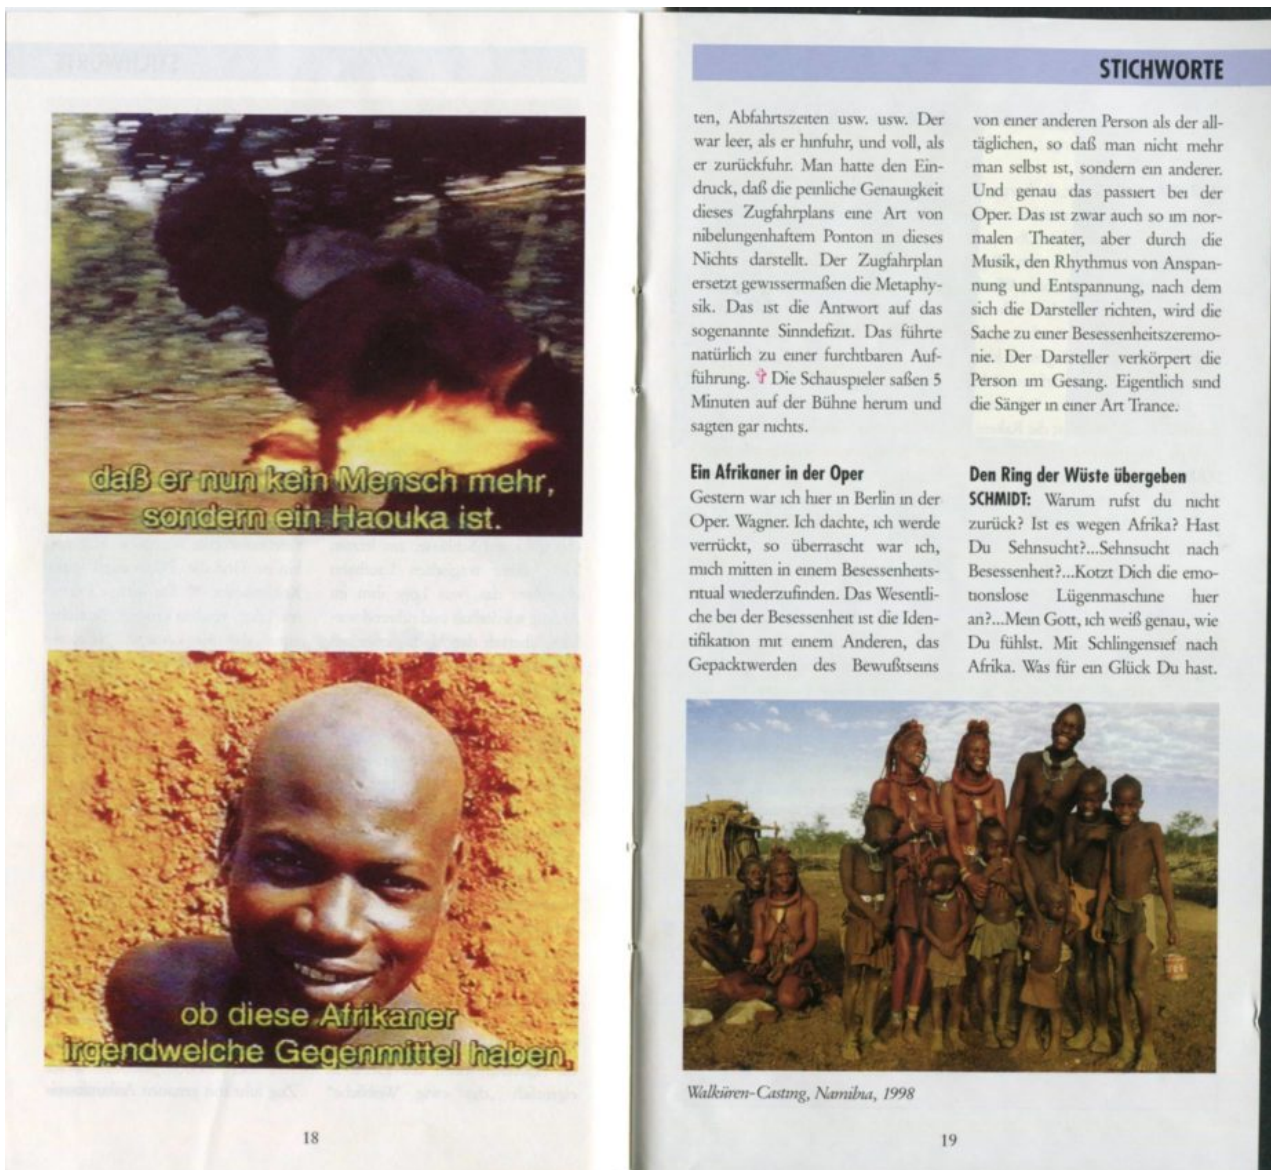 daß er nun kein Mensch mehr,
sondern ein Haouka ist.
ob diese Afrikaner
irgendwelche Gegenmittel haben,
18
STICHWORTE
ten, Abfahrtszeiten usw. usw. Der
war leer, als er hinfuhr, und voll, als
er zurückfuhr. Man hatte den Ein-
druck, daß die peinliche Genauigkeit
dieses Zugfahrplans eine Art von
nibelungenhaftem Ponton in dieses
Nichts darstellt. Der Zugfahrplan
ersetzt gewissermaßen die Metaphy-
sik. Das ist die Antwort auf das
sogenannte Sinndefizit. Das führte
natürlich zu einer furchtbaren Auf-
führung. ✞ Die Schauspieler saßen 5
Minuten auf der Bühne herum und
sagten gar nichts.
Ein Afrikaner in der Oper
Gestern war ich hier in Berlin in der
Oper. Wagner. Ich dachte, ich werde
verrückt, so überrascht war ich,
mich mitten in einem Besessenheits-
ritual wiederzufinden. Das Wesentli-
che bei der Besessenheit ist die Iden-
tifikation mit einem Anderen, das
Gepacktwerden des Bewußtseins
von einer anderen Person als der all-
täglichen, so daß man nicht mehr
man selbst ist, sondern ein anderer.
Und genau das passiert bei der
Oper. Das ist zwar auch so im nor-
malen Theater, aber durch die
Musik, den Rhythmus von Anspan-
nung und Entspannung, nach dem
sich die Darsteller richten, wird die
Sache zu einer Besessenheitszeremo-
nie. Der Darsteller verkörpert die
Person im Gesang. Eigentlich sind
die Sänger in einer Art Trance.
Den Ring der Wüste übergeben
SCHMIDT: Warum rufst du nicht
zurück? Ist es wegen Afrika? Hast
Du Sehnsucht?...Sehnsucht nach
Besessenheit?...Kotzt Dich die emo-
tionslose Lügenmaschine hier
an?...Mein Gott, ich weiß genau, wie
Du fühlst. Mit Schlingensief nach
Afrika. Was für ein Glück Du hast.
Walküren-Casting, Namibia, 1998
19